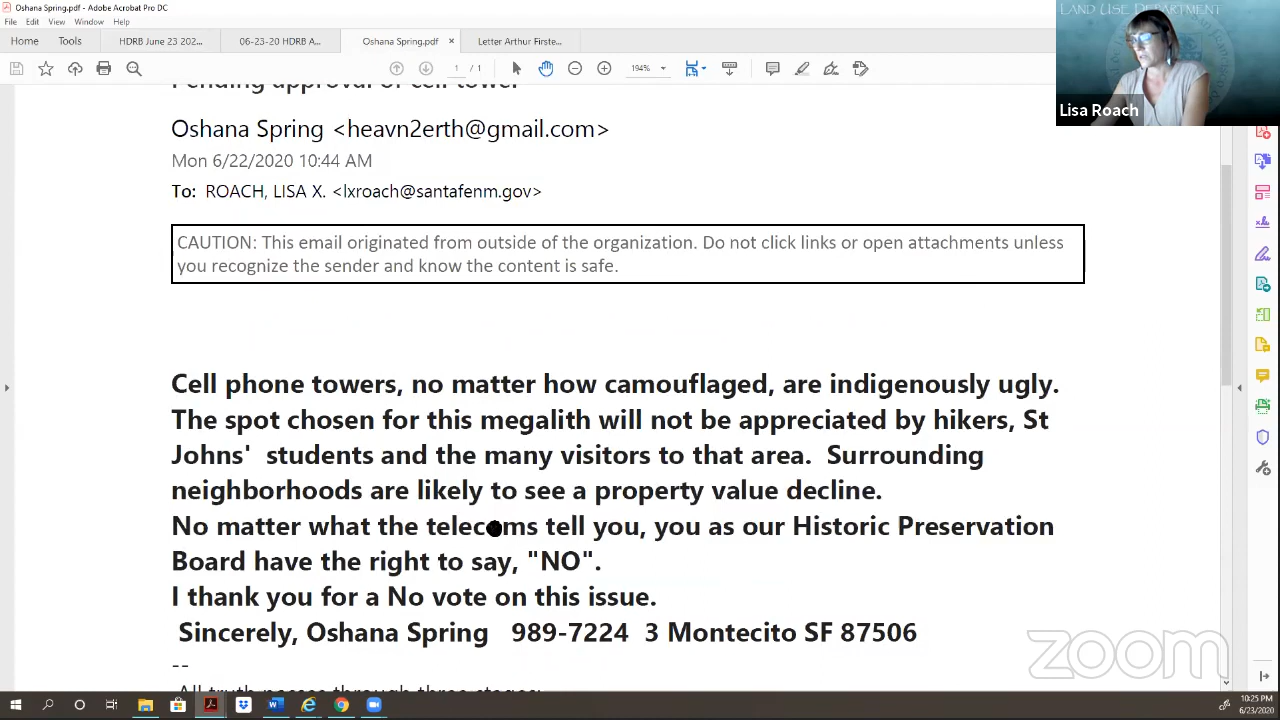 Oshana Spring.pdf - Adobe Acrobat Pro DC
File Edit View Window Help
Home Tools HDRB June 23 202... 06-23-20 HDRB A... Oshana Spring.pdf × Letter Arthur Firste...
1 / 1 194%
LAND USE DEPARTMENT
Lisa Roach
Pending approval of cell tower
Oshana Spring <heavn2erth@gmail.com>
Mon 6/22/2020 10:44 AM
To: ROACH, LISA X. <lxroach@santafenm.gov>
CAUTION: This email originated from outside of the organization. Do not click links or open attachments unless
you recognize the sender and know the content is safe.
Cell phone towers, no matter how camouflaged, are indigenously ugly.
The spot chosen for this megalith will not be appreciated by hikers, St
Johns' students and the many visitors to that area. Surrounding
neighborhoods are likely to see a property value decline.
No matter what the telecoms tell you, you as our Historic Preservation
Board have the right to say, "NO".
I thank you for a No vote on this issue.
Sincerely, Oshana Spring 989-7224 3 Montecito SF 87506
--
All truth passes through three stages:
zoom
10:25 PM
6/23/2020